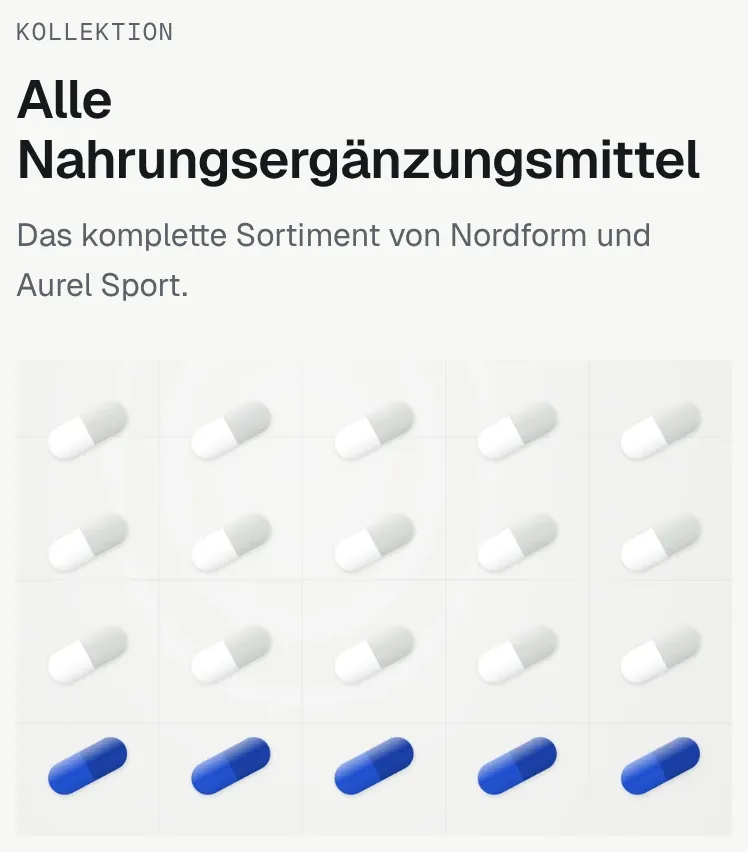 KOLLEKTION
Alle
Nahrungsergänzungsmittel
Das komplette Sortiment von Nordform und
Aurel Sport.